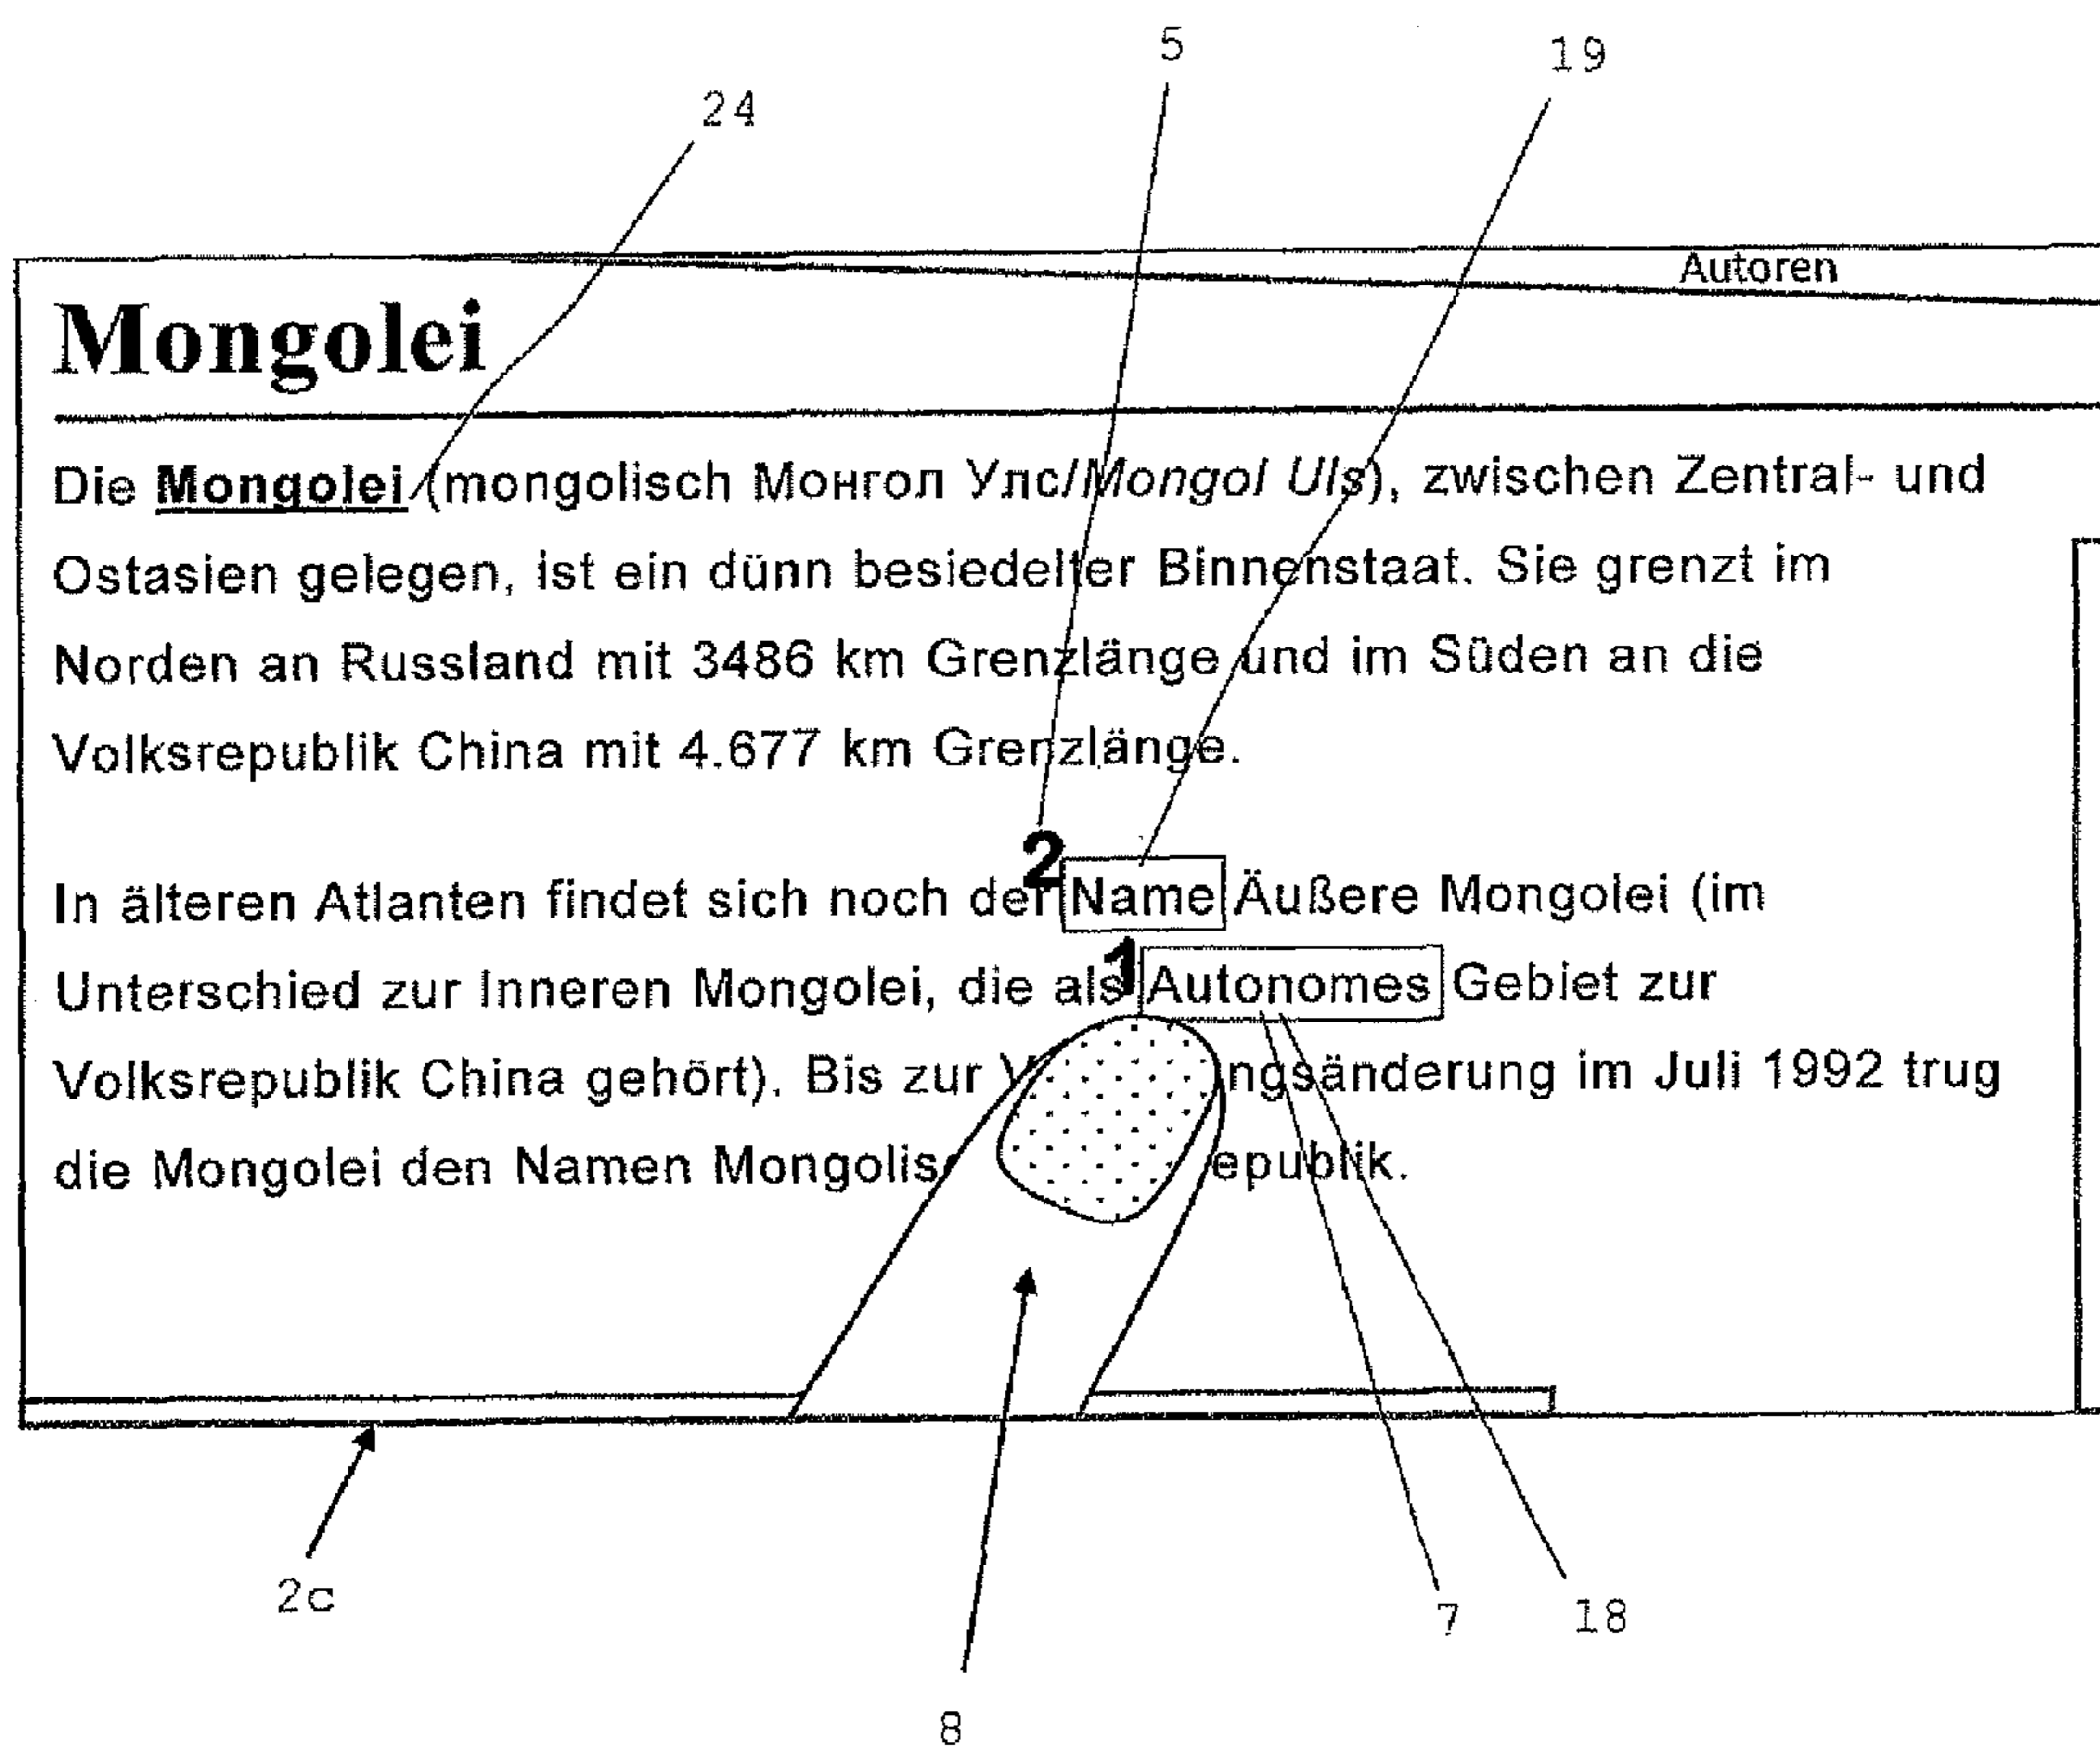 5
19
24
Autoren
Mongolei
Die Mongolei (mongolisch Монгол Улс/Mongol Uls), zwischen Zentral- und
Ostasien gelegen, ist ein dünn besiedelter Binnenstaat. Sie grenzt im
Norden an Russland mit 3486 km Grenzlänge und im Süden an die
Volksrepublik China mit 4.677 km Grenzlänge.
2
In älteren Atlanten findet sich noch der Name Äußere Mongolei (im
1
Unterschied zur Inneren Mongolei, die als Autonomes Gebiet zur
Volksrepublik China gehört). Bis zur ngsänderung im Juli 1992 trug
die Mongolei den Namen Mongolis epublik.
2c
7
18
8